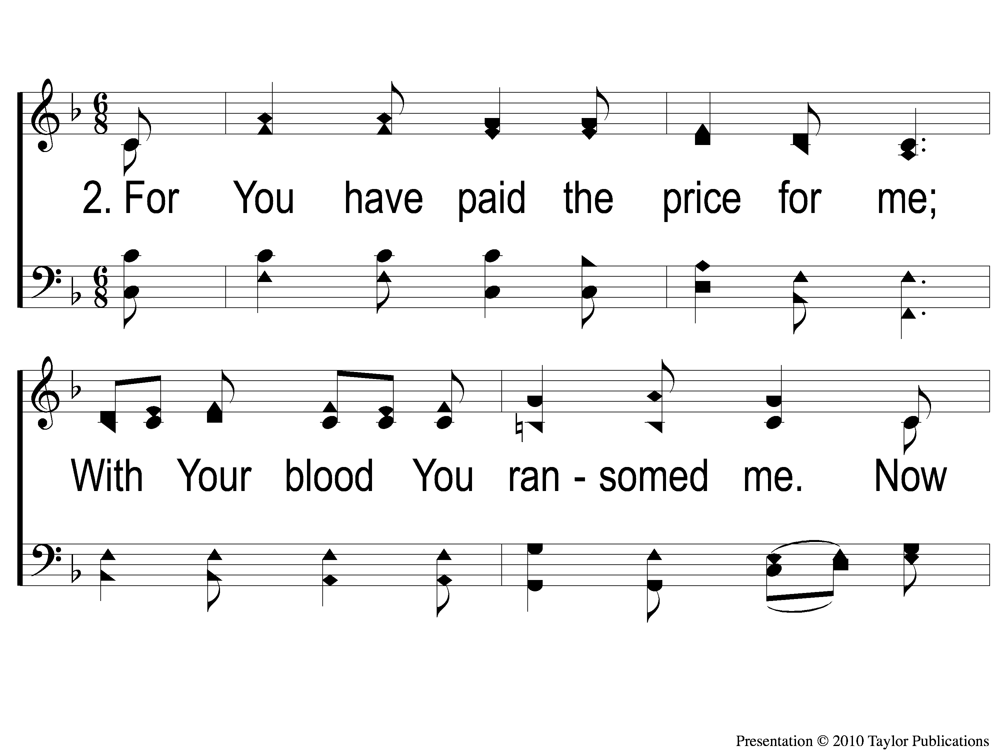 2. For You have paid the price for me;
With Your blood You ran - somed me. Now
Presentation © 2010 Taylor Publications